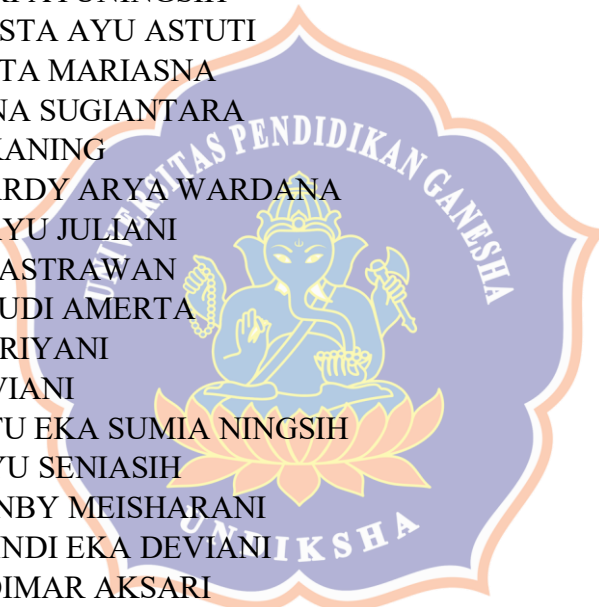 STA AYU ASTUTI
TA MARIASNA
NA SUGIANTARA
KANING
RDY ARYA WARDANA
YU JULIANI
ASTRAWAN
UDI AMERTA
RIYANI
VIANI
TU EKA SUMIA NINGSIH
YU SENIASIH
NBY MEISHARANI
NDI EKA DEVIANI
DIMAR AKSARI
UNIVERSITAS PENDIDIKAN GANESHA
UNDIKSHA